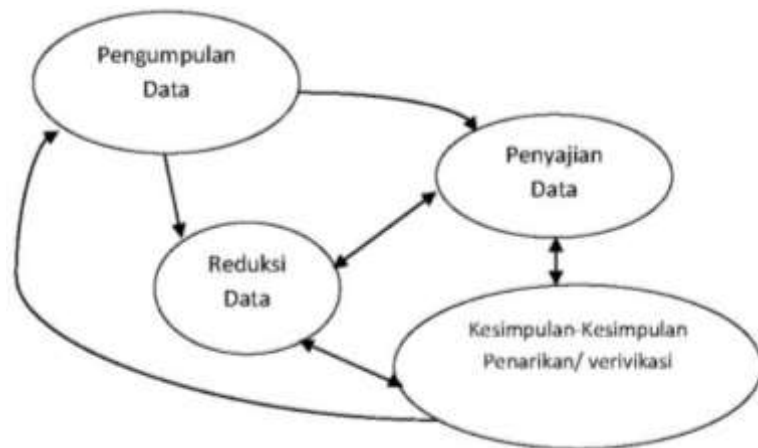 Pengumpulan
Data
Penyajian
Data
Reduksi
Data
Kesimpulan-Kesimpulan
Penarikan/ verivikasi